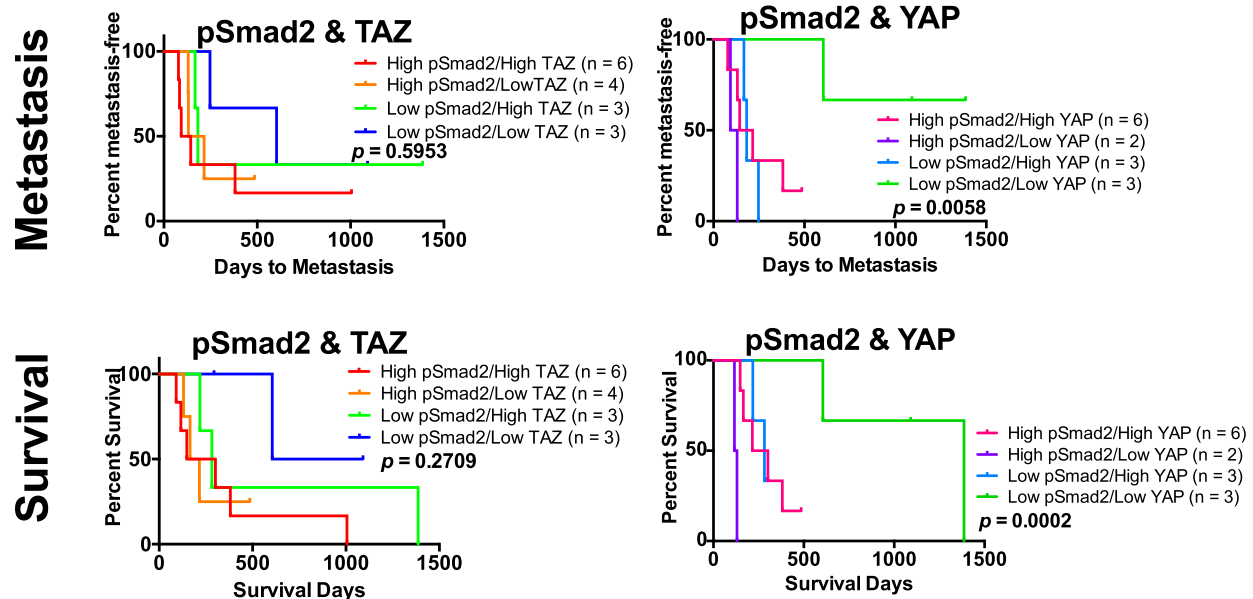 Metastasis
pSmad2 & TAZ
Percent metastasis-free
100
50
0
0
500
1000
1500
Days to Metastasis
High pSmad2/High TAZ (n = 6)
High pSmad2/LowTAZ (n = 4)
Low pSmad2/High TAZ (n = 3)
Low pSmad2/Low TAZ (n = 3)
p = 0.5953
pSmad2 & YAP
Percent metastasis-free
100
50
0
0
500
1000
1500
Days to Metastasis
High pSmad2/High YAP (n = 6)
High pSmad2/Low YAP (n = 2)
Low pSmad2/High YAP (n = 3)
Low pSmad2/Low YAP (n = 3)
p = 0.0058
Survival
pSmad2 & TAZ
Percent Survival
100
50
0
0
500
1000
1500
Survival Days
High pSmad2/High TAZ (n = 6)
High pSmad2/Low TAZ (n = 4)
Low pSmad2/High TAZ (n = 3)
Low pSmad2/Low TAZ (n = 3)
p = 0.2709
pSmad2 & YAP
Percent Survival
100
50
0
0
500
1000
1500
Survival Days
High pSmad2/High YAP (n = 6)
High pSmad2/Low YAP (n = 2)
Low pSmad2/High YAP (n = 3)
Low pSmad2/Low YAP (n = 3)
p = 0.0002